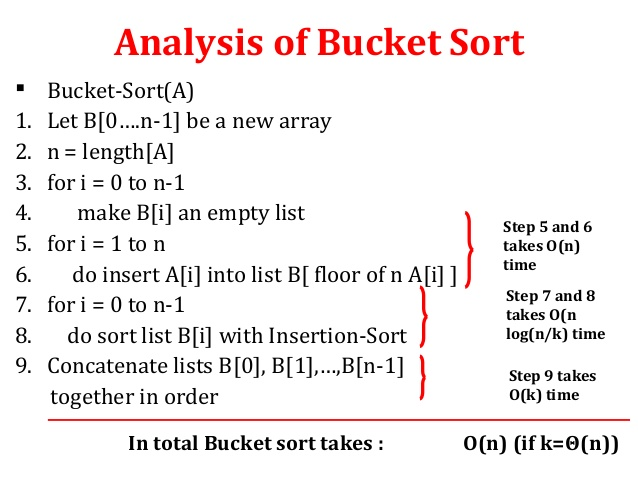 Analysis of Bucket Sort
▪ Bucket-Sort(A)
1. Let B[0….n-1] be a new array
2. n = length[A]
3. for i = 0 to n-1
4. make B[i] an empty list
5. for i = 1 to n
6. do insert A[i] into list B[ floor of n A[i] ]
7. for i = 0 to n-1
8. do sort list B[i] with Insertion-Sort
9. Concatenate lists B[0], B[1],…,B[n-1]
together in order
Step 5 and 6
takes O(n)
time
Step 7 and 8
takes O(n
log(n/k) time
Step 9 takes
O(k) time
In total Bucket sort takes : O(n) (if k=Θ(n))